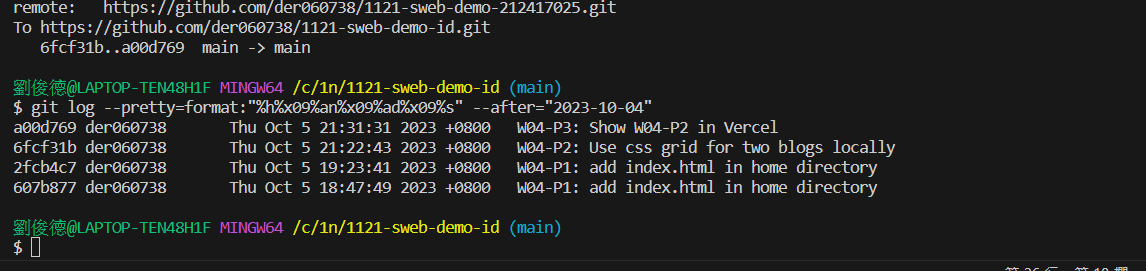 remote:   https://github.com/der060738/1121-sweb-demo-212417025.git
To https://github.com/der060738/1121-sweb-demo-id.git
   6fcf31b..a00d769  main -> main
劉俊德@LAPTOP-TEN48H1F MINGW64 /c/1n/1121-sweb-demo-id (main)
$ git log --pretty=format:"%h%x09%an%x09%ad%x09%s" --after="2023-10-04"
a00d769 der060738       Thu Oct 5 21:31:31 2023 +0800   W04-P3: Show W04-P2 in Vercel
6fcf31b der060738       Thu Oct 5 21:22:43 2023 +0800   W04-P2: Use css grid for two blogs locally
2fcb4c7 der060738       Thu Oct 5 19:23:41 2023 +0800   W04-P1: add index.html in home directory
607b877 der060738       Thu Oct 5 18:47:49 2023 +0800   W04-P1: add index.html in home directory
劉俊德@LAPTOP-TEN48H1F MINGW64 /c/1n/1121-sweb-demo-id (main)
$